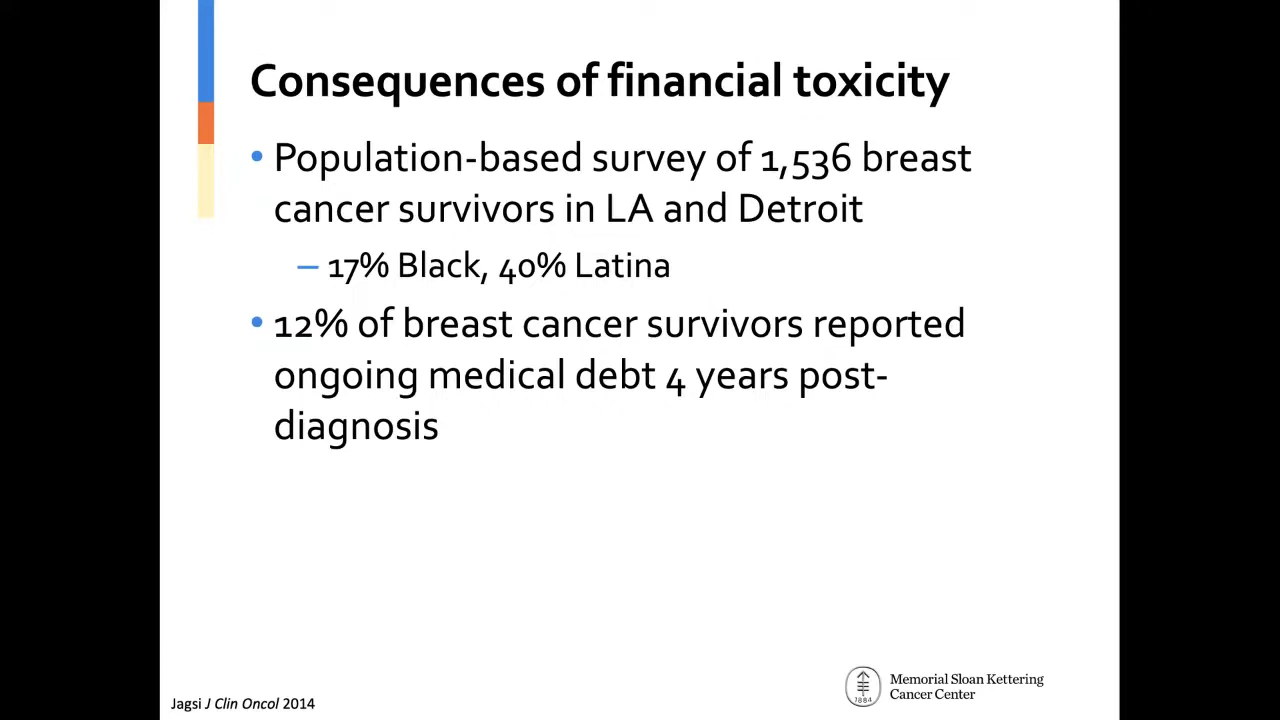 Consequences of financial toxicity
• Population-based survey of 1,536 breast
cancer survivors in LA and Detroit
– 17% Black, 40% Latina
• 12% of breast cancer survivors reported
ongoing medical debt 4 years post-
diagnosis
Jagsi J Clin Oncol 2014
1884
Memorial Sloan Kettering
Cancer Center